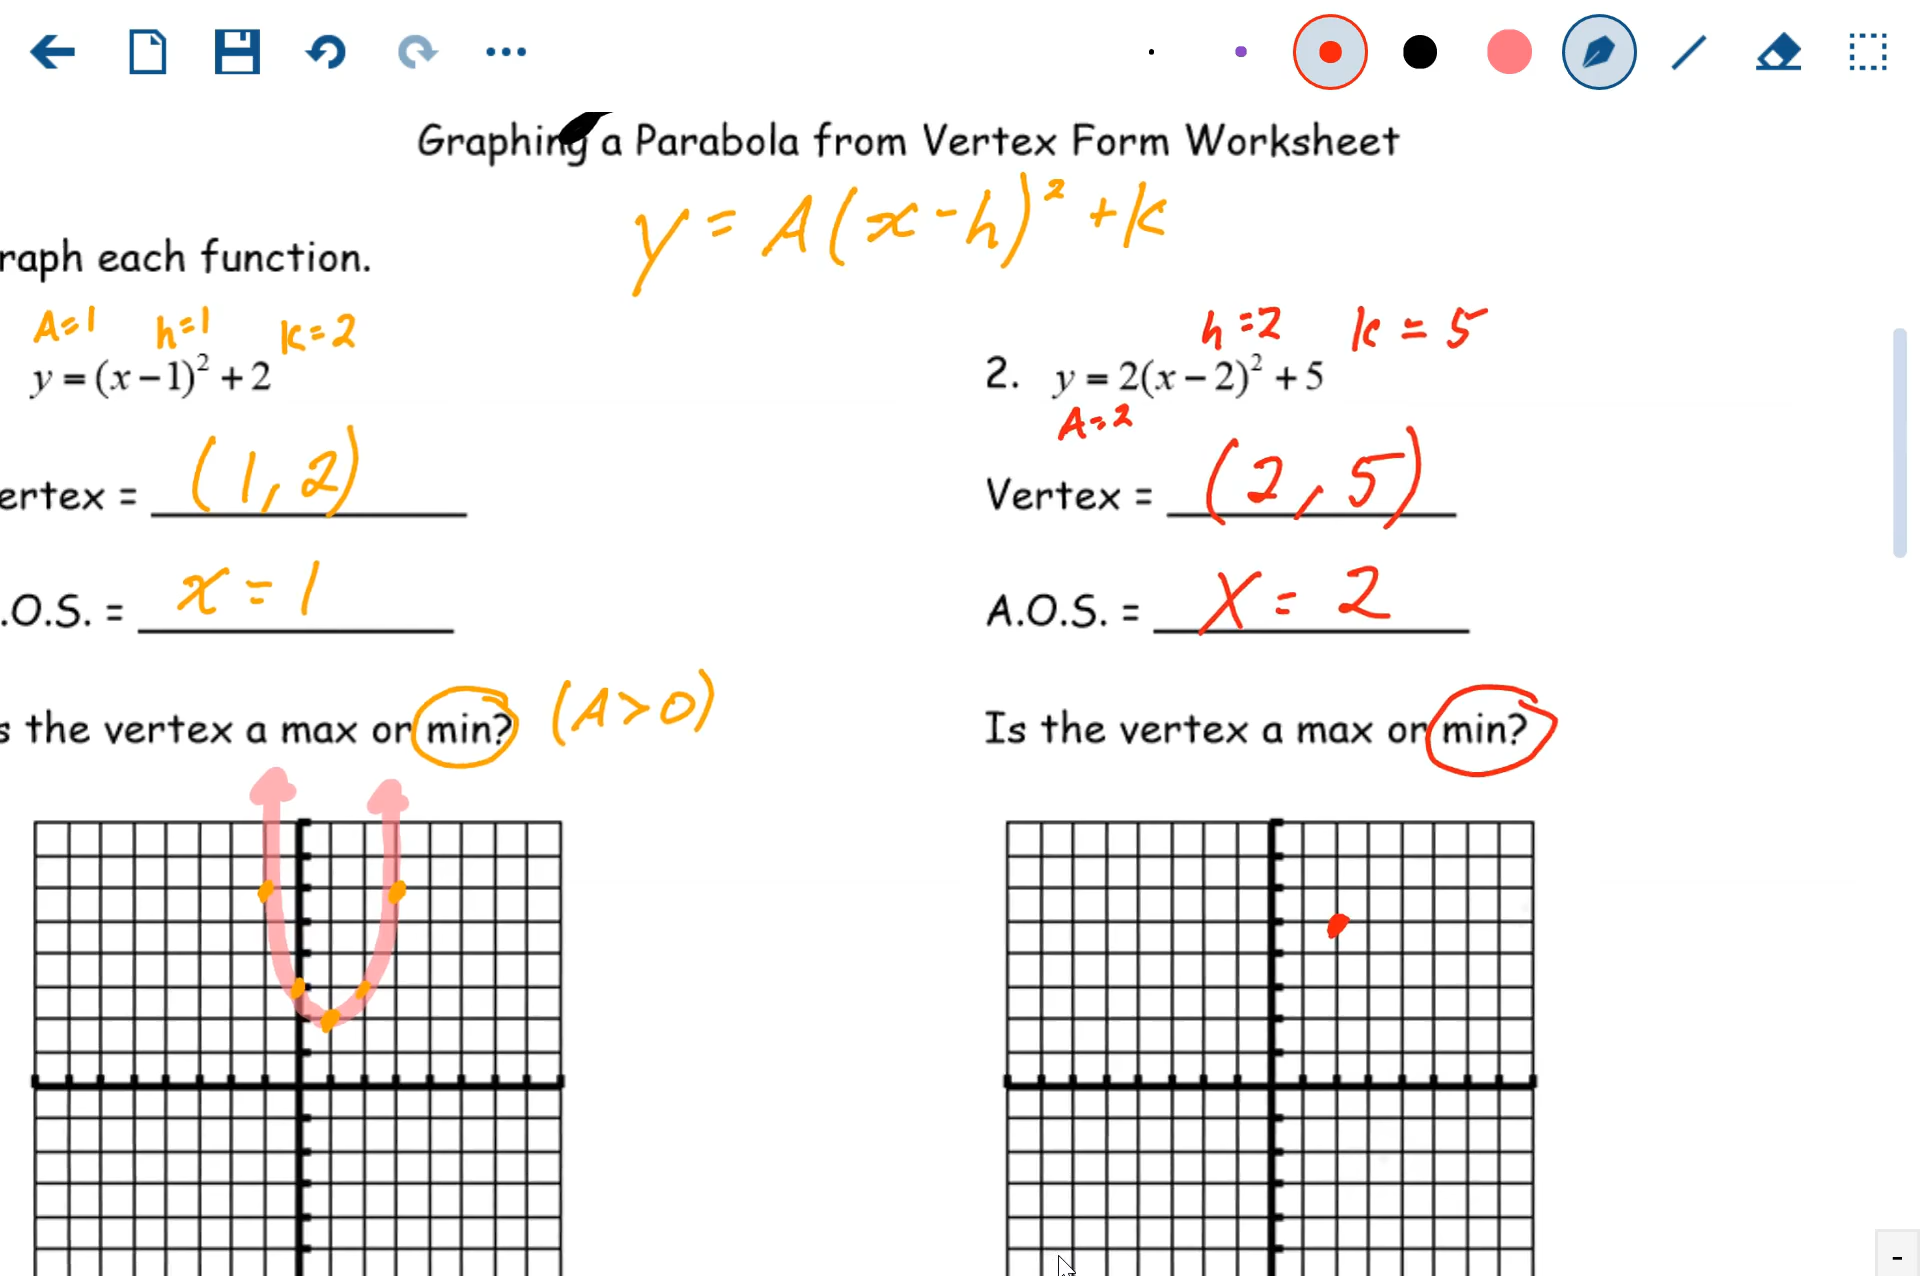 Graphing a Parabola from Vertex Form Worksheet
y = A(x-h)² + k
raph each function.
A=1 h=1 k=2
y = (x − 1)² + 2
ertex = (1, 2)
.O.S. = x = 1
s the vertex a max or min? (A>0)
h=2 k = 5
2. y = 2(x − 2)² + 5
A=2
Vertex = (2, 5)
A.O.S. = x = 2
Is the vertex a max or min?